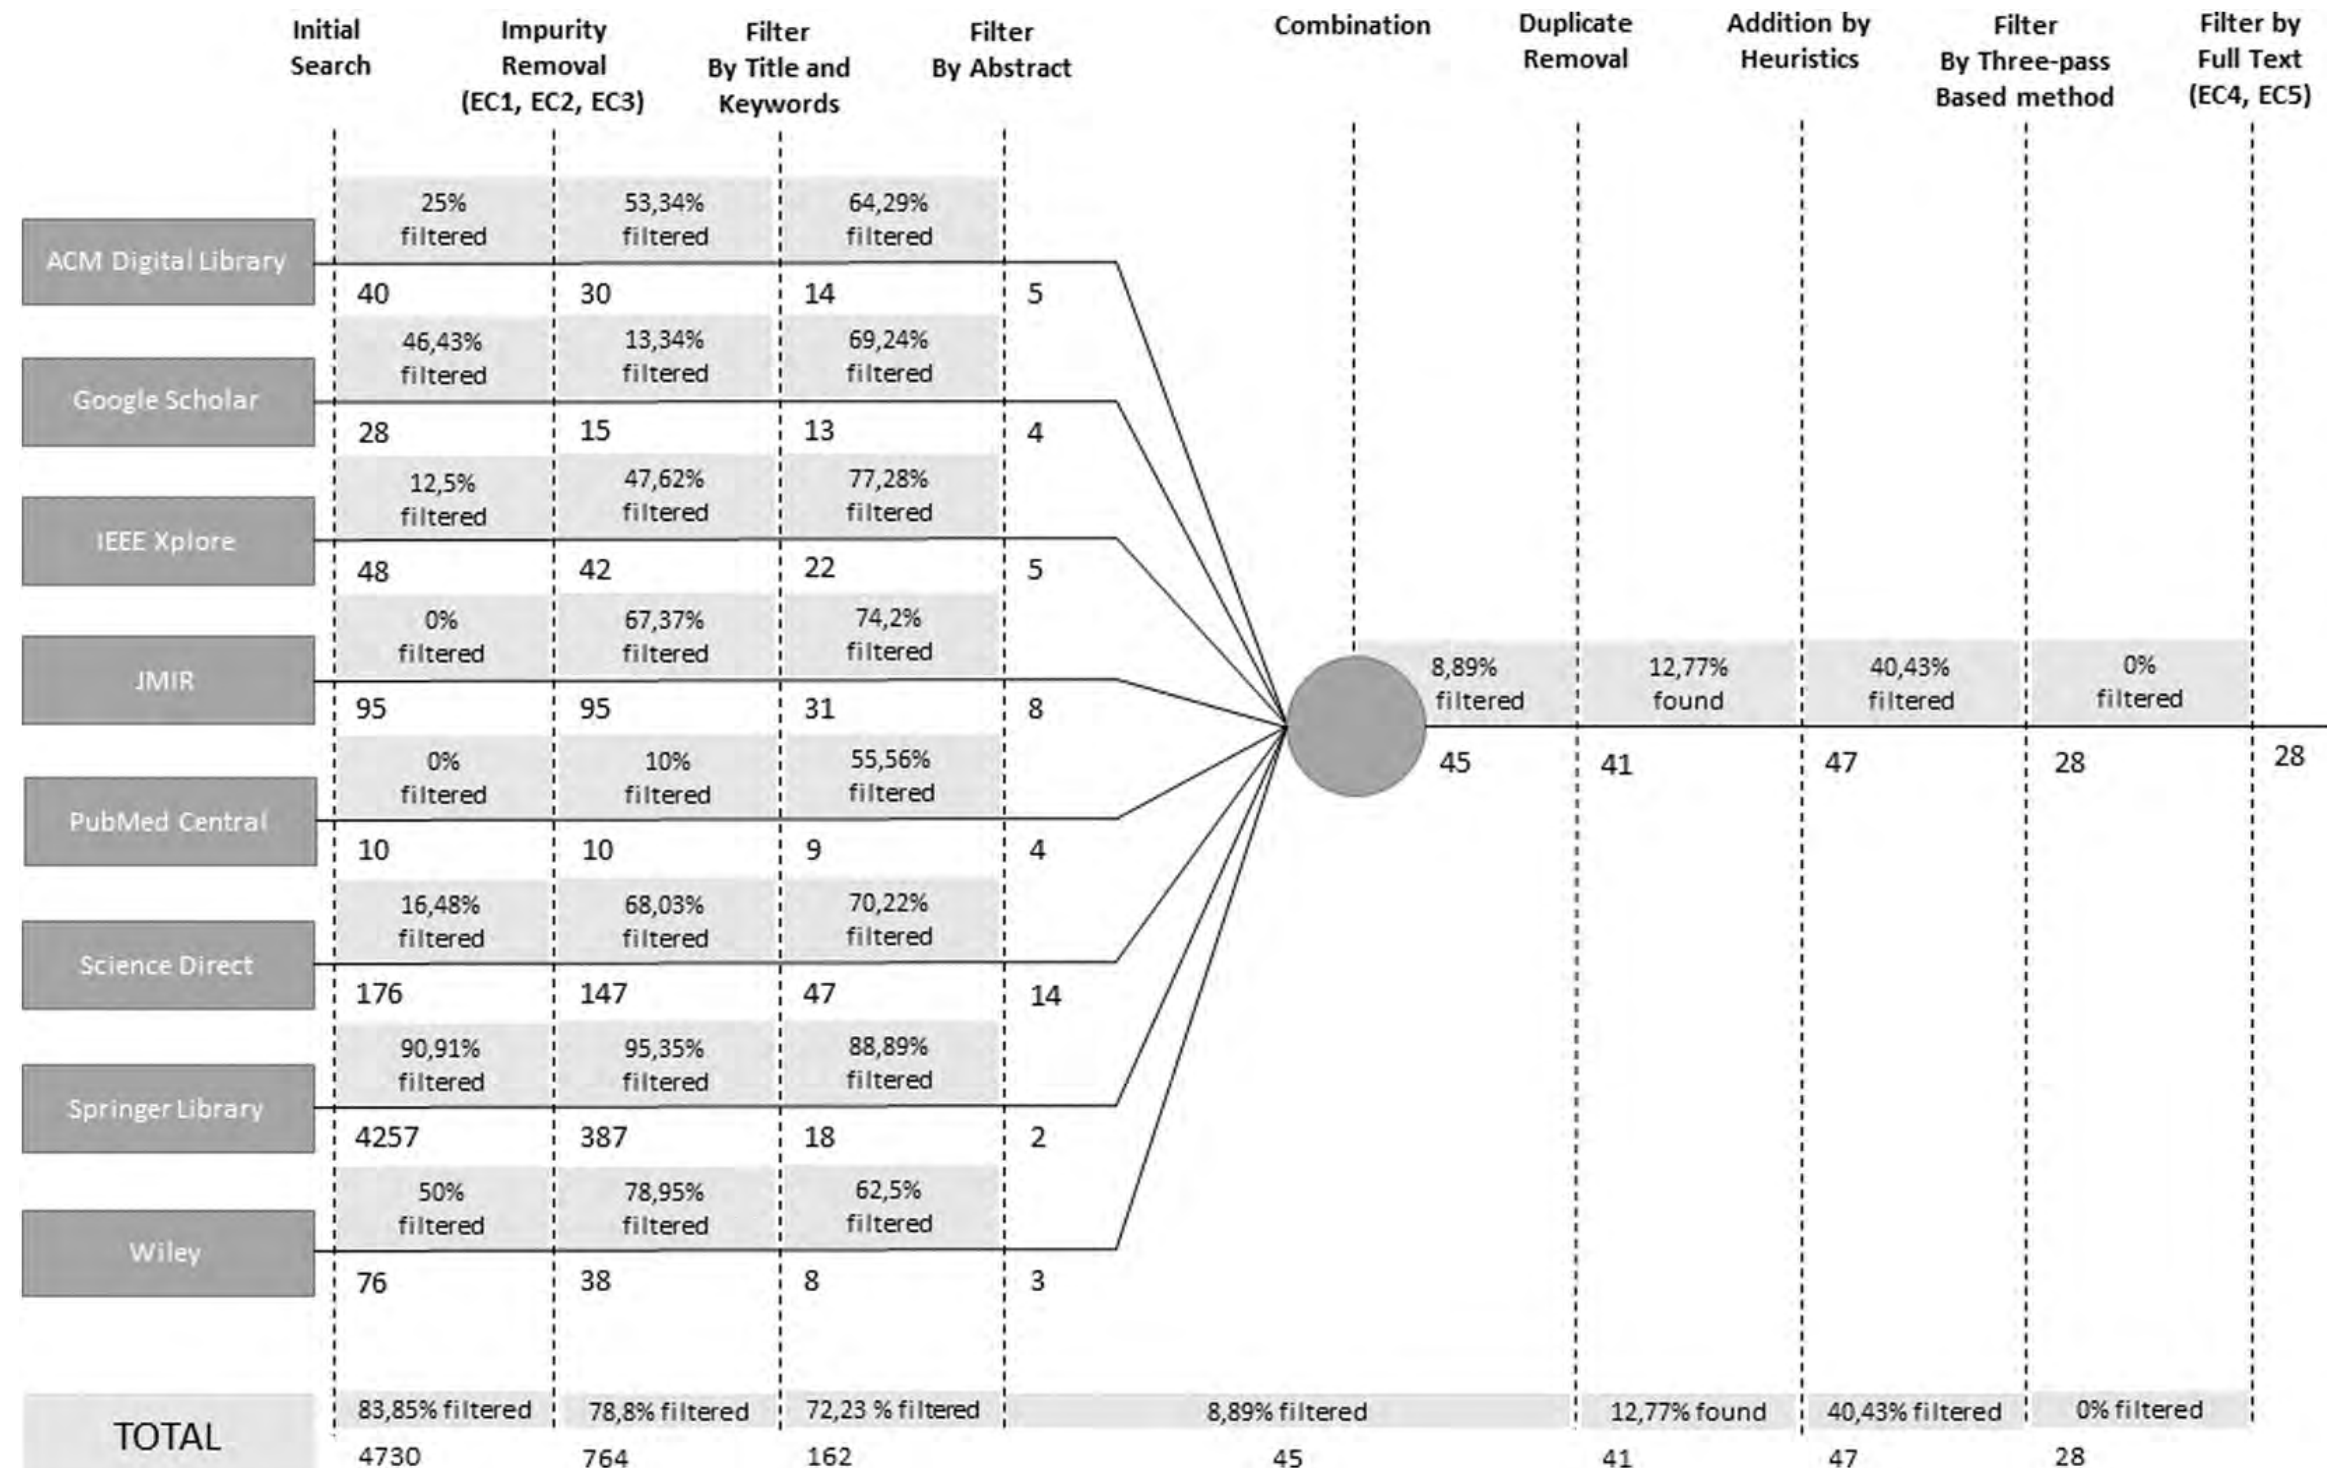 Initial
Search
Impurity
Removal
(EC1, EC2, EC3)
Filter
By Title and
Keywords
Filter
By Abstract
Combination
Duplicate
Removal
Addition by
Heuristics
Filter
By Three-pass
Based method
Filter by
Full Text
(EC4, EC5)
ACM Digital Library
25%
filtered
53,34%
filtered
64,29%
filtered
40
30
14
5
Google Scholar
46,43%
filtered
13,34%
filtered
69,24%
filtered
28
15
13
4
IEEE Xplore
12,5%
filtered
47,62%
filtered
77,28%
filtered
48
42
22
5
JMIR
0%
filtered
67,37%
filtered
74,2%
filtered
95
95
31
8
PubMed Central
0%
filtered
10%
filtered
55,56%
filtered
10
10
9
4
Science Direct
16,48%
filtered
68,03%
filtered
70,22%
filtered
176
147
47
14
Springer Library
90,91%
filtered
95,35%
filtered
88,89%
filtered
4257
387
18
2
Wiley
50%
filtered
78,95%
filtered
62,5%
filtered
76
38
8
3
8,89%
filtered
12,77%
found
40,43%
filtered
0%
filtered
45
41
47
28
28
TOTAL
83,85% filtered
78,8% filtered
72,23 % filtered
8,89% filtered
12,77% found
40,43% filtered
0% filtered
4730
764
162
45
41
47
28